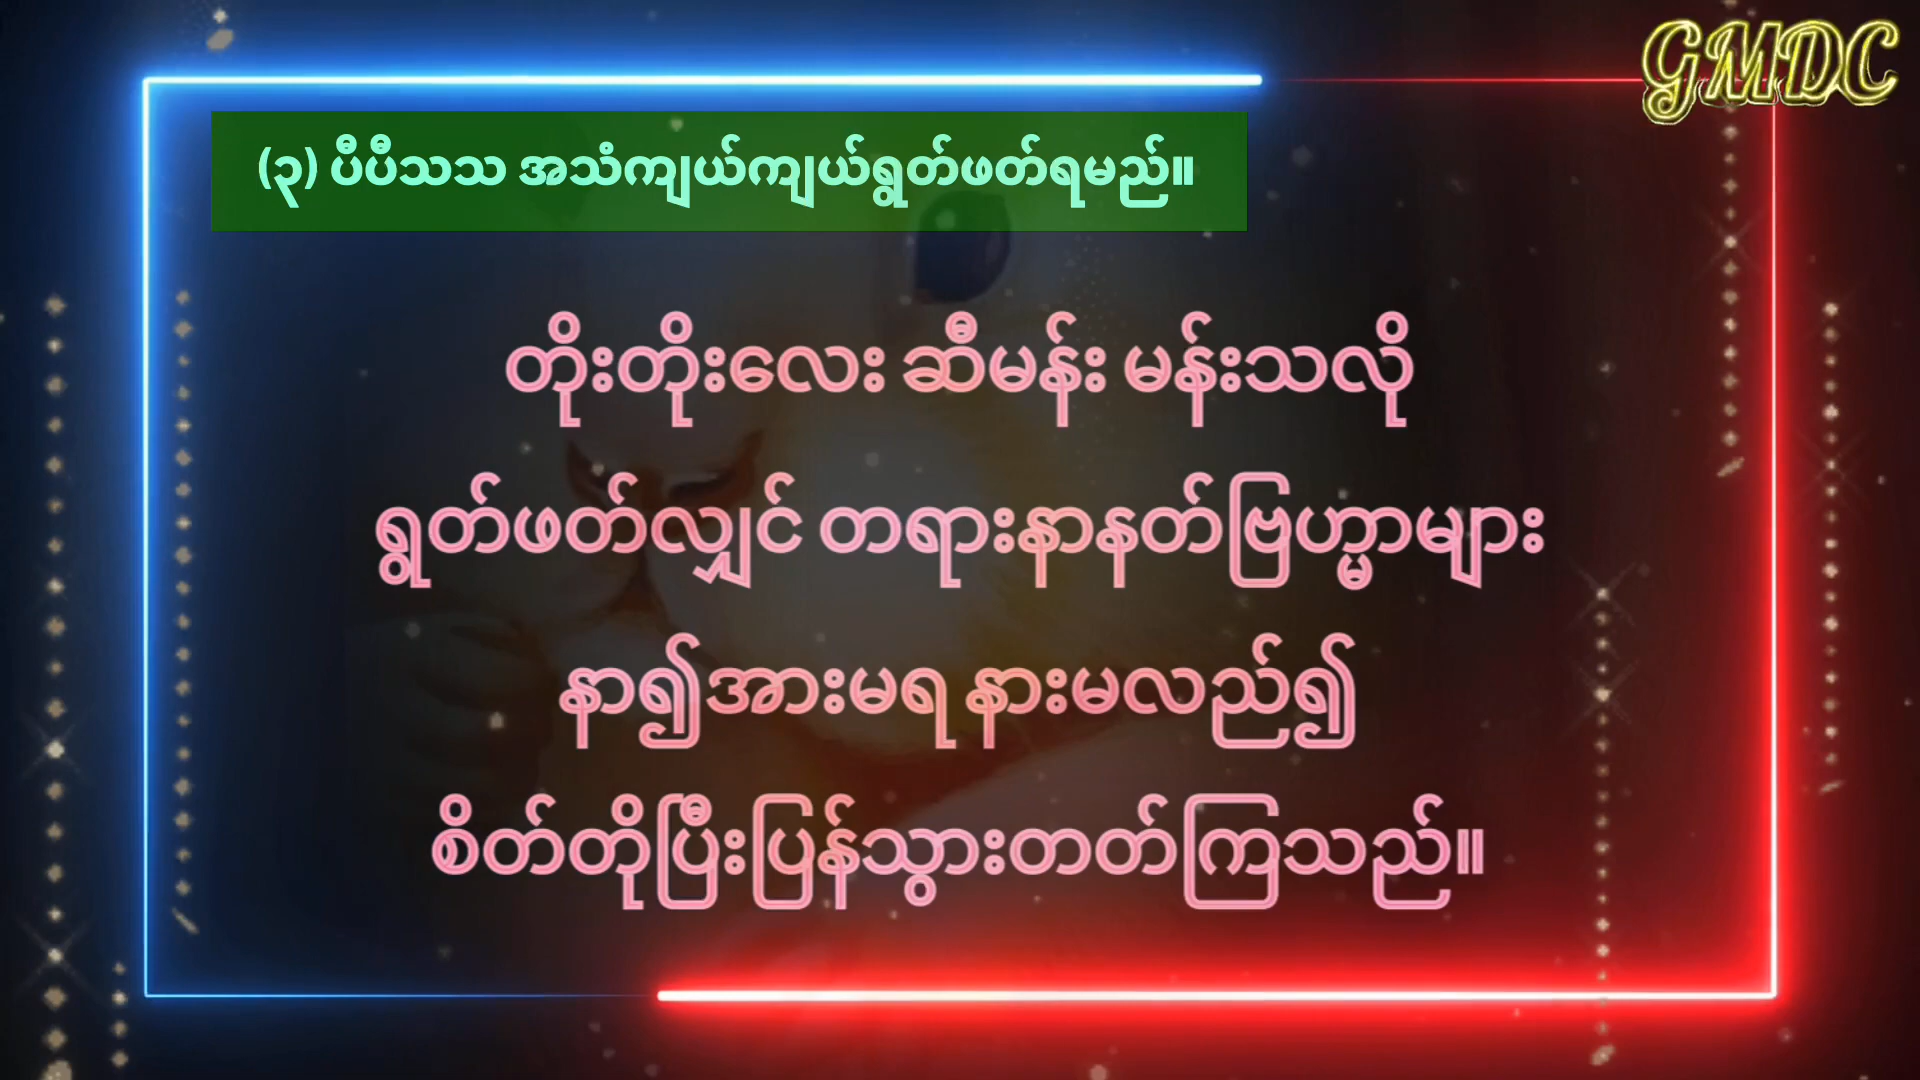 GMDC
(၃) ပီပီသသ အသံကျယ်ကျယ်ရွတ်ဖတ်ရမည်။
တိုးတိုးလေး ဆီမန်း မန်းသလို
ရွတ်ဖတ်လျှင် တရားနာနတ်ဗြဟ္မာများ
နာ၍အားမရ နားမလည်၍
စိတ်တိုပြီးပြန်သွားတတ်ကြသည်။